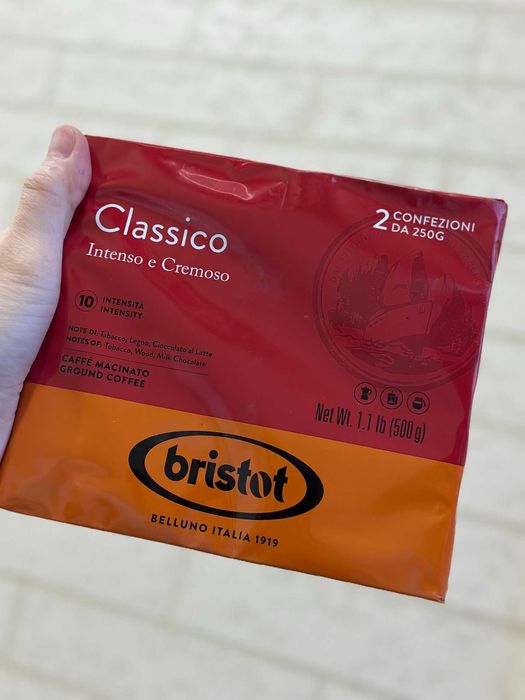 Classico
Intenso e Cremoso
2 CONFEZIONI
DA 250G
10 INTENSITÀ
INTENSITY
NOTE DI: Tabacco, Legno, Cioccolato al Latte
NOTES OF: Tobacco, Wood, Milk Chocolate
CAFFÈ MACINATO
GROUND COFFEE
Net Wt. 1.1 lb (500 g)
bristot
BELLUNO ITALIA 1919